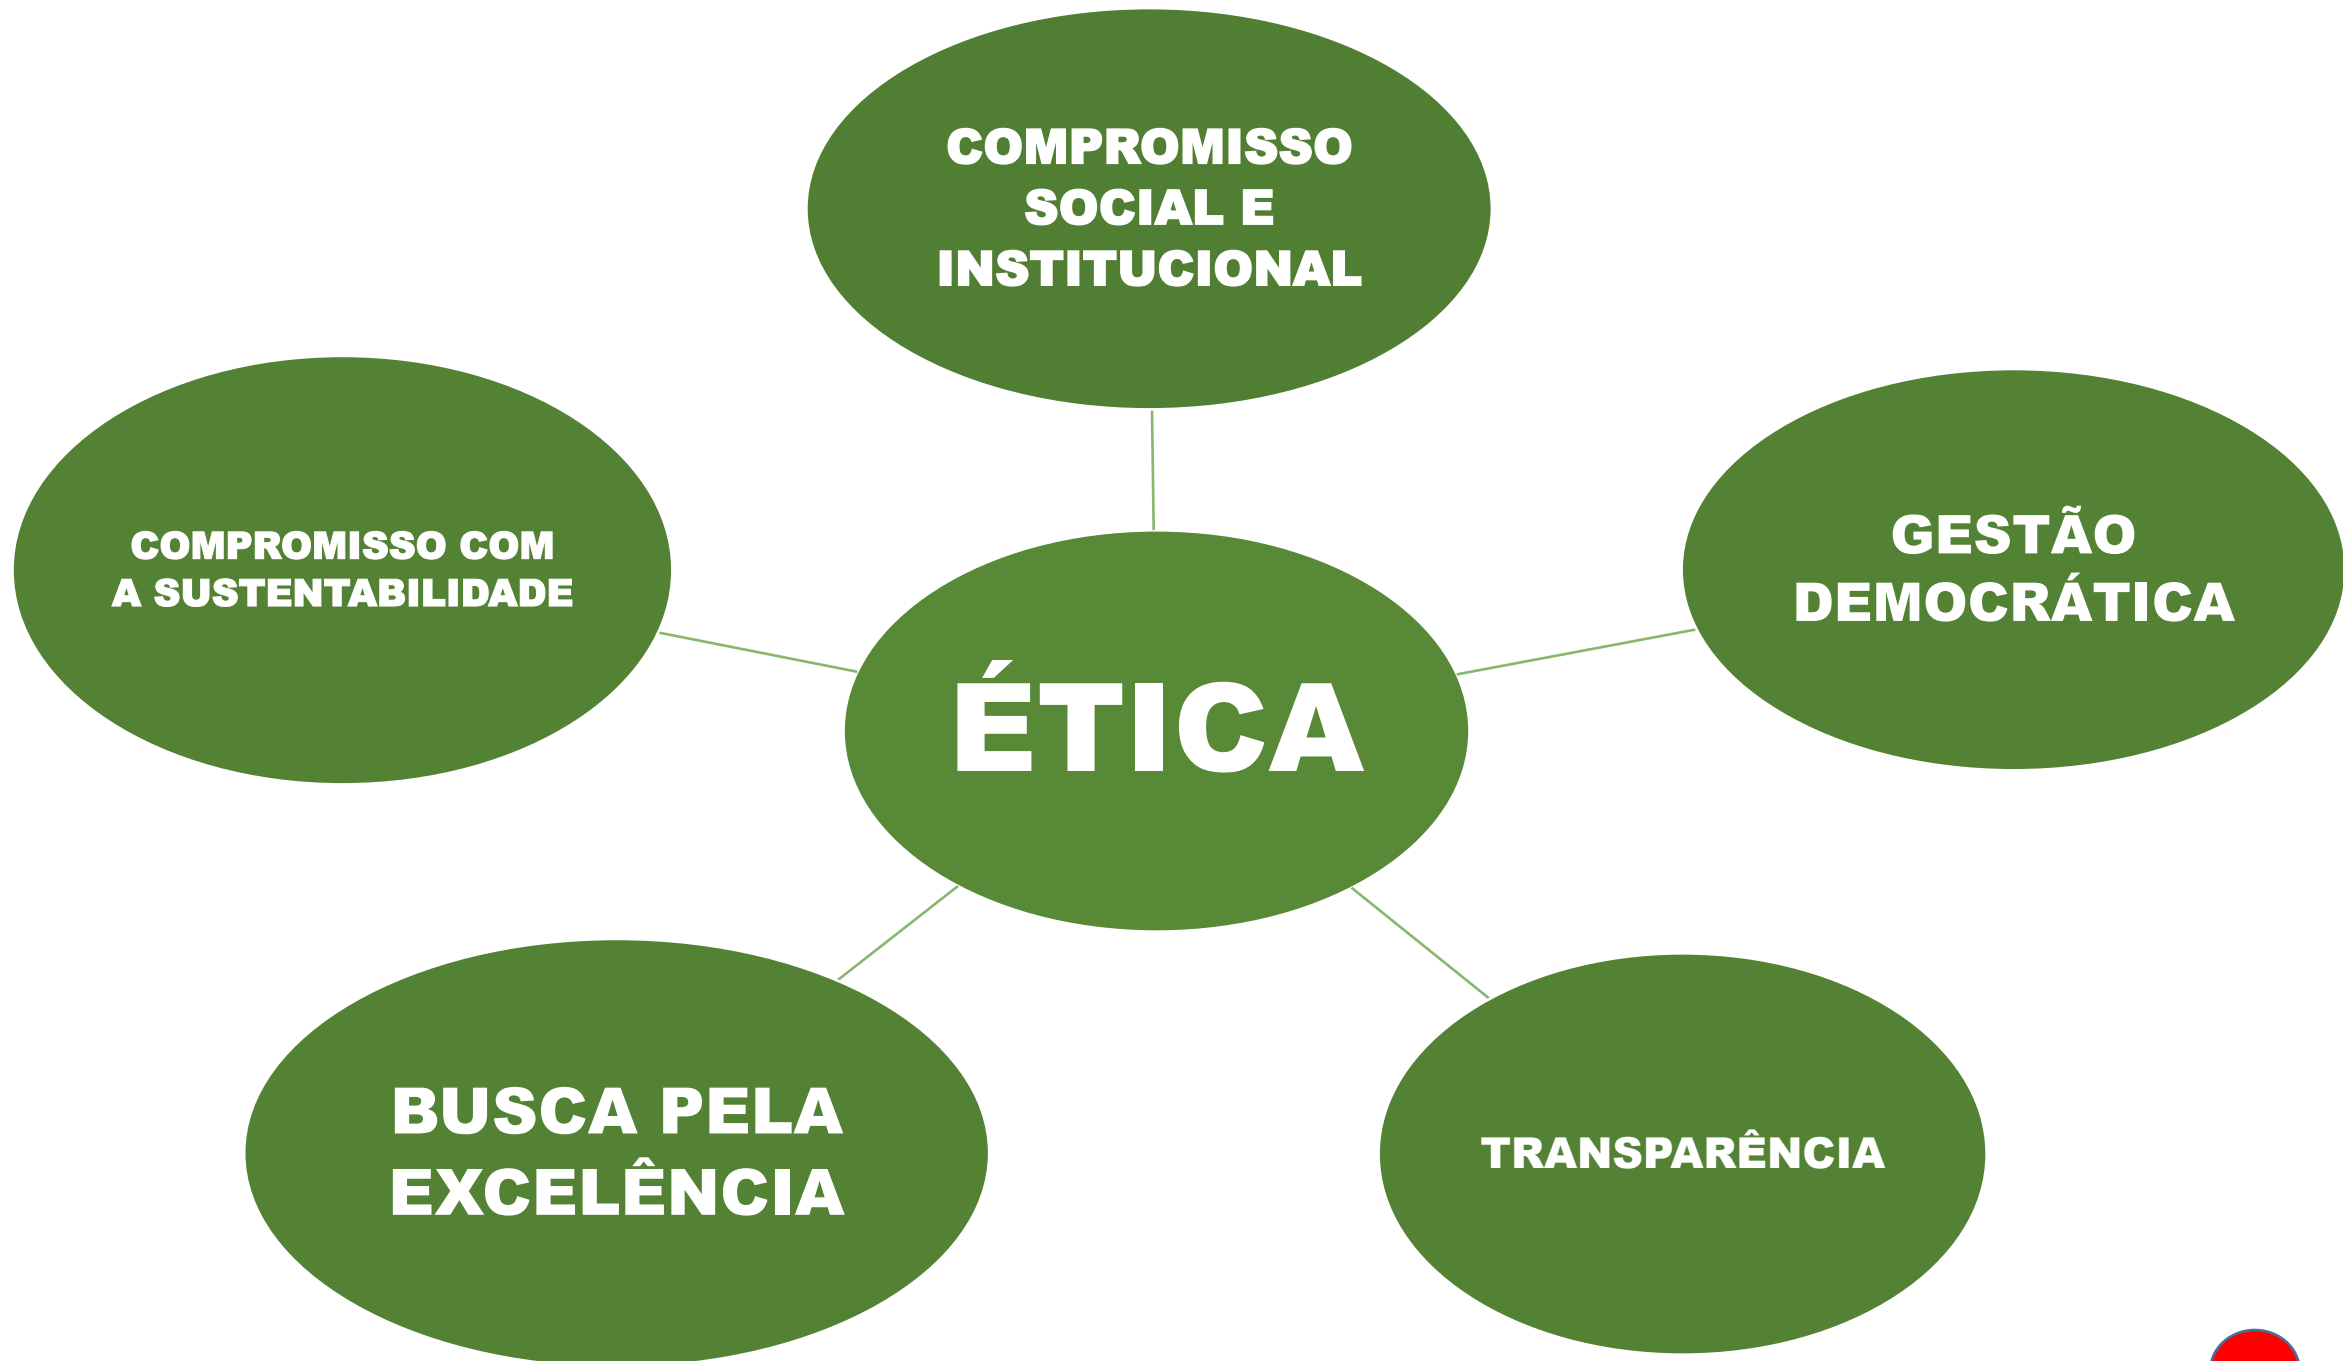 COMPROMISSO
SOCIAL E
INSTITUCIONAL
COMPROMISSO COM
A SUSTENTABILIDADE
GESTÃO
DEMOCRÁTICA
ÉTICA
BUSCA PELA
EXCELÊNCIA
TRANSPARÊNCIA